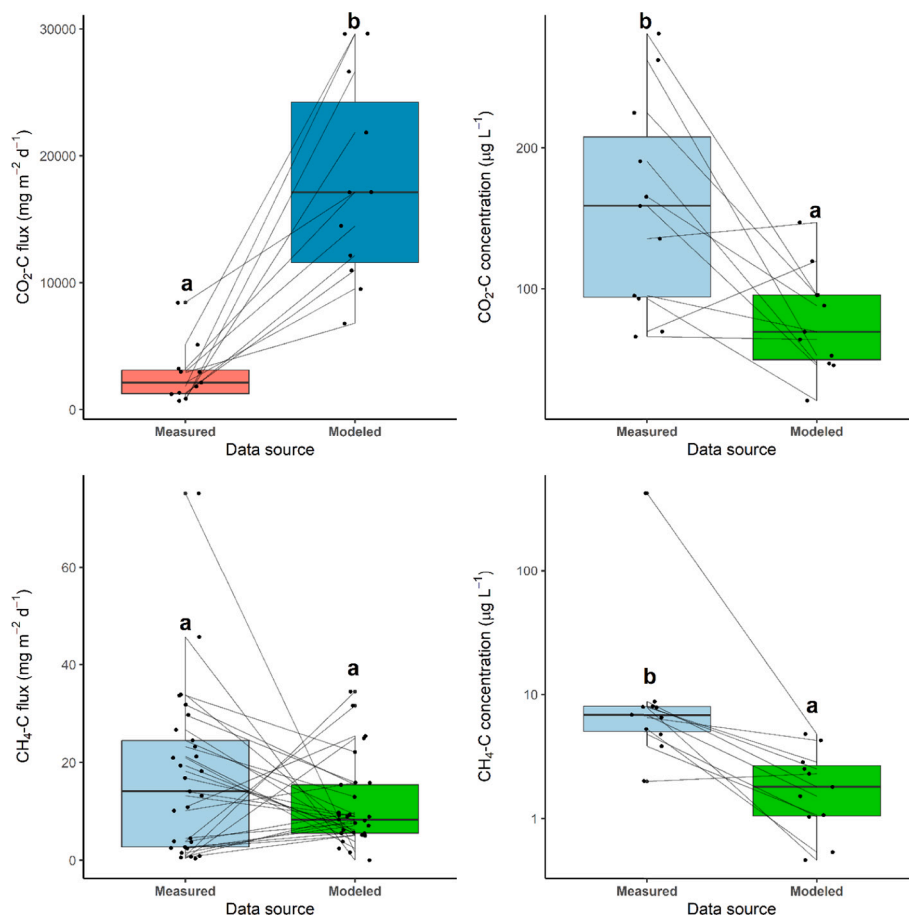 CO₂-C flux (mg m⁻² d⁻¹)
30000
20000
10000
0
a
b
Measured
Modeled
Data source
CO₂-C concentration (µg L⁻¹)
200
100
b
a
Measured
Modeled
Data source
CH₄-C flux (mg m⁻² d⁻¹)
60
40
20
0
a
a
Measured
Modeled
Data source
CH₄-C concentration (µg L⁻¹)
100
10
1
b
a
Measured
Modeled
Data source